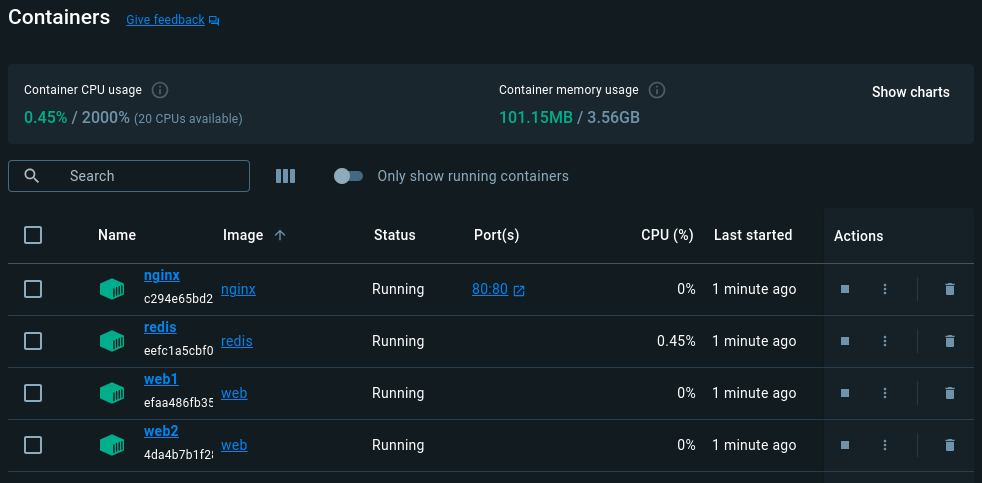 Containers Give feedback
Container CPU usage Container memory usage Show charts
0.45% / 2000% (20 CPUs available) 101.15MB / 3.56GB
Search Only show running containers
Name Image Status Port(s) CPU (%) Last started Actions
nginx
c294e65bd2 nginx Running 80:80 0% 1 minute ago
redis
eefc1a5cbf0 redis Running 0.45% 1 minute ago
web1
efaa486fb35 web Running 0% 1 minute ago
web2
4da4b7b1f28 web Running 0% 1 minute ago